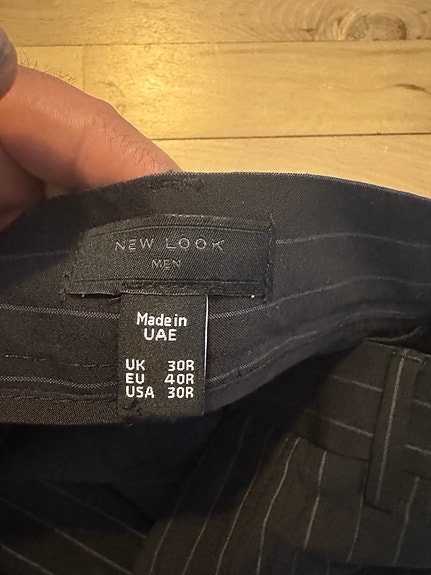 NEW LOOK
MEN
Made in
UAE
UK 30R
EU 40R
USA 30R